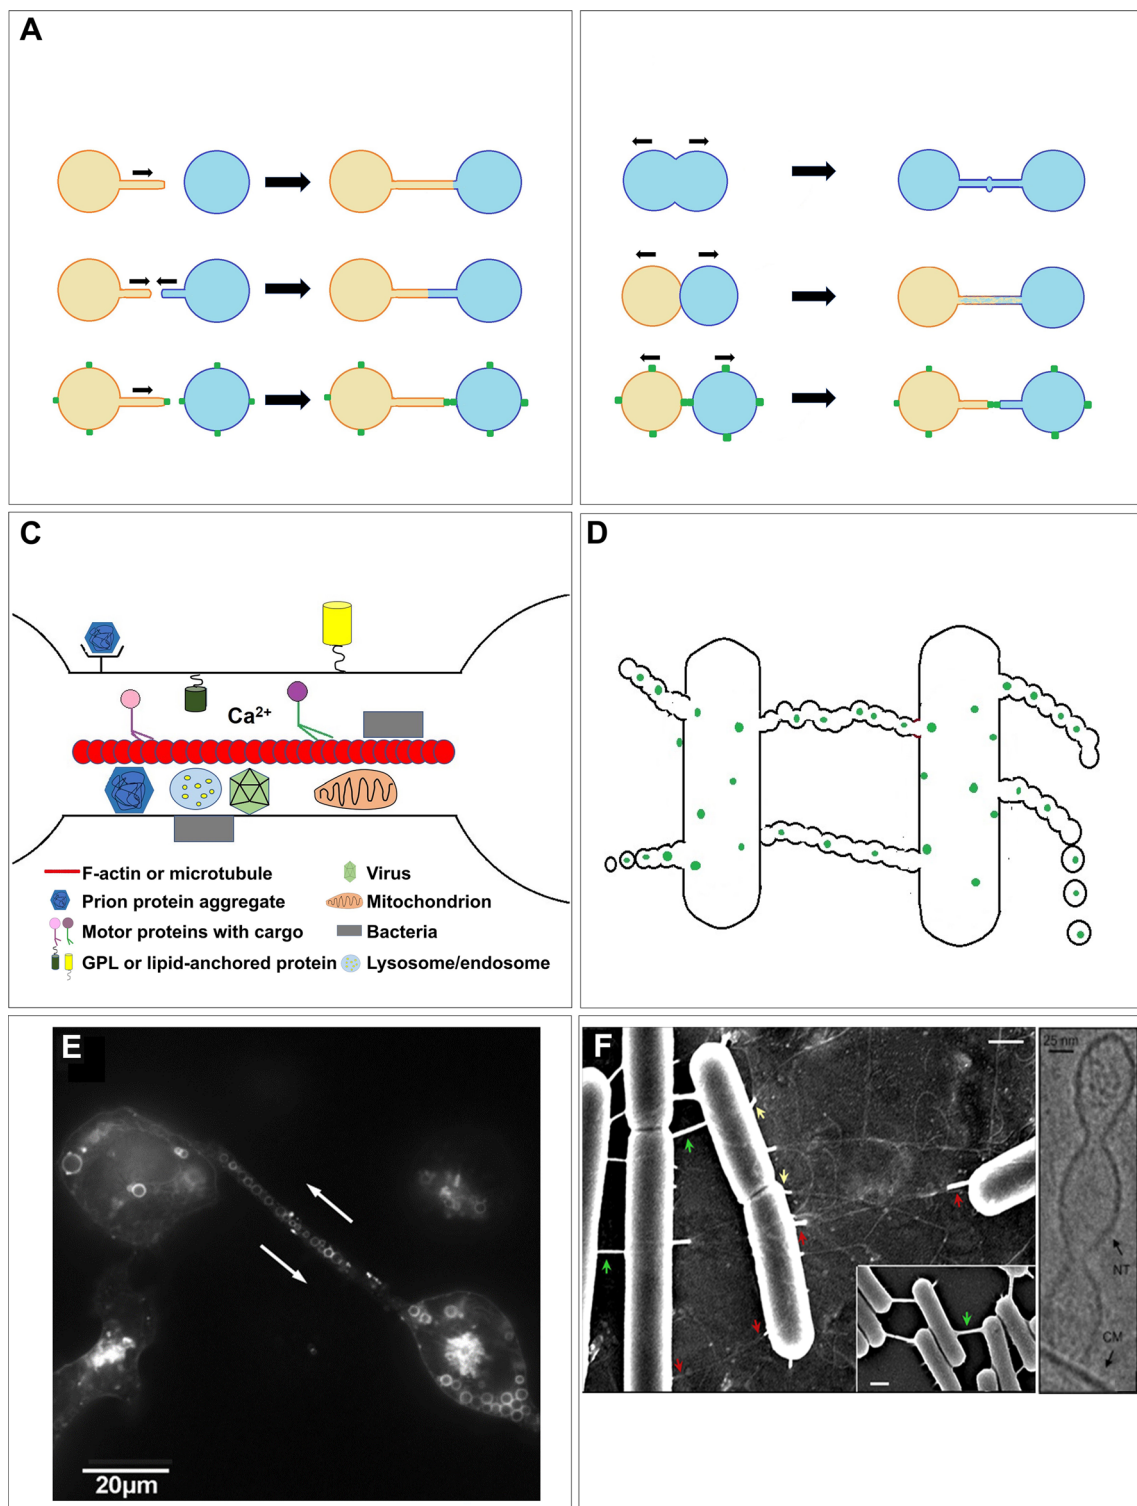 A
C
Ca²⁺
F-actin or microtubule
Prion protein aggregate
Motor proteins with cargo
GPL or lipid-anchored protein
Virus
Mitochondrion
Bacteria
Lysosome/endosome
D
E
20µm
F
25 nm
NT
CM